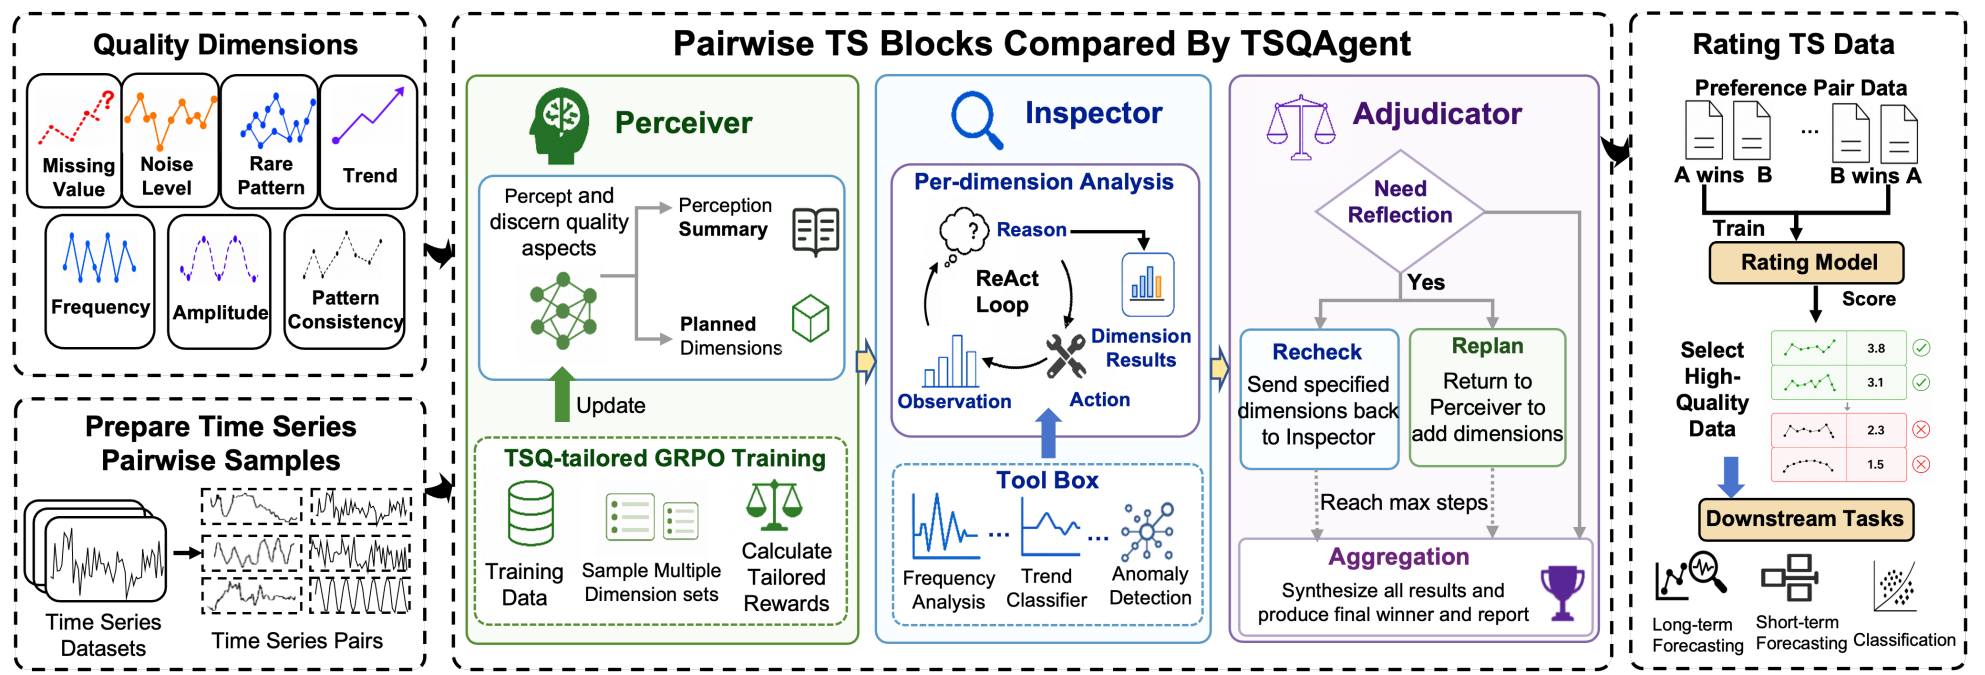 Quality Dimensions
Missing
Value
Noise
Level
Rare
Pattern
Trend
Frequency
Amplitude
Pattern
Consistency
Prepare Time Series
Pairwise Samples
Time Series
Datasets
Time Series Pairs
Pairwise TS Blocks Compared By TSQAgent
Perceiver
Percept and
discern quality
aspects
Perception
Summary
Planned
Dimensions
Update
TSQ-tailored GRPO Training
Training
Data
Sample Multiple
Dimension sets
Calculate
Tailored
Rewards
Inspector
Per-dimension Analysis
?
Reason
ReAct
Loop
Dimension
Results
Observation
Action
Tool Box
...
...
Frequency
Analysis
Trend
Classifier
Anomaly
Detection
Adjudicator
Need
Reflection
Yes
Recheck
Send specified
dimensions back
to Inspector
Replan
Return to
Perceiver to
add dimensions
Reach max steps
Aggregation
Synthesize all results and
produce final winner and report
Rating TS Data
Preference Pair Data
...
A wins B
B wins A
Train
Rating Model
Score
Select
High-
Quality
Data
3.8
3.1
2.3
1.5
Downstream Tasks
Long-term
Forecasting
Short-term
Forecasting
Classification